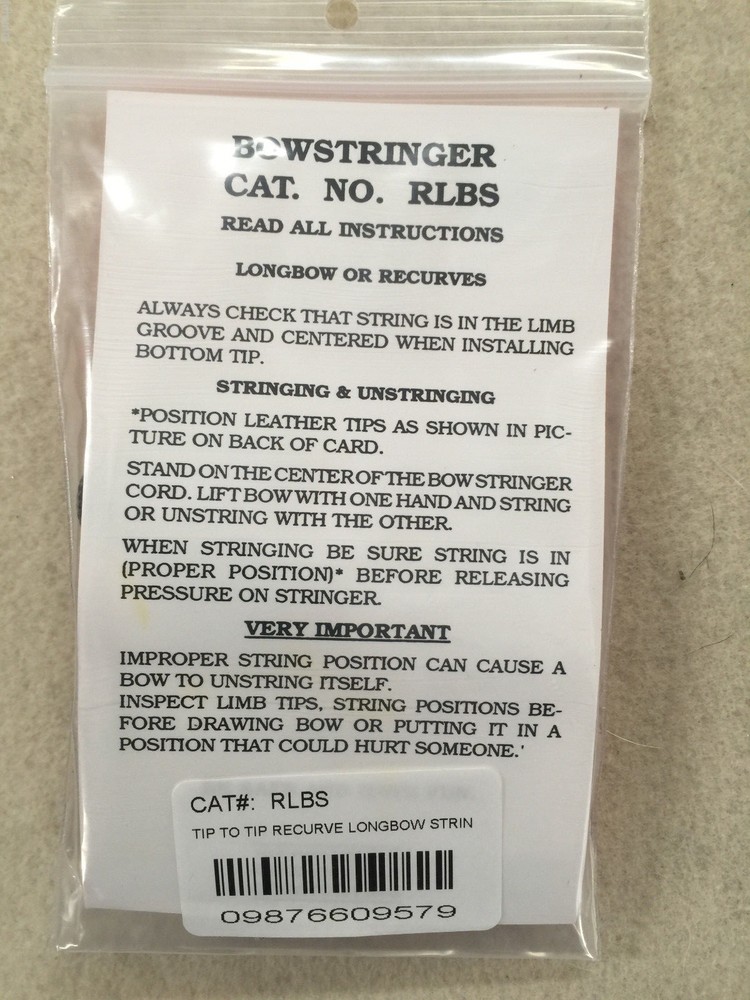 BOWSTRINGER
CAT. NO. RLBS
READ ALL INSTRUCTIONS
LONGBOW OR RECURVES
ALWAYS CHECK THAT STRING IS IN THE LIMB
GROOVE AND CENTERED WHEN INSTALLING
BOTTOM TIP.
STRINGING & UNSTRINGING
*POSITION LEATHER TIPS AS SHOWN IN PIC-
TURE ON BACK OF CARD.
STAND ON THE CENTER OF THE BOW STRINGER
CORD. LIFT BOW WITH ONE HAND AND STRING
OR UNSTRING WITH THE OTHER.
WHEN STRINGING BE SURE STRING IS IN
(PROPER POSITION)* BEFORE RELEASING
PRESSURE ON STRINGER.
VERY IMPORTANT
IMPROPER STRING POSITION CAN CAUSE A
BOW TO UNSTRING ITSELF.
INSPECT LIMB TIPS, STRING POSITIONS BE-
FORE DRAWING BOW OR PUTTING IT IN A
POSITION THAT COULD HURT SOMEONE.'
CAT#: RLBS
TIP TO TIP RECURVE LONGBOW STRIN
09876609579